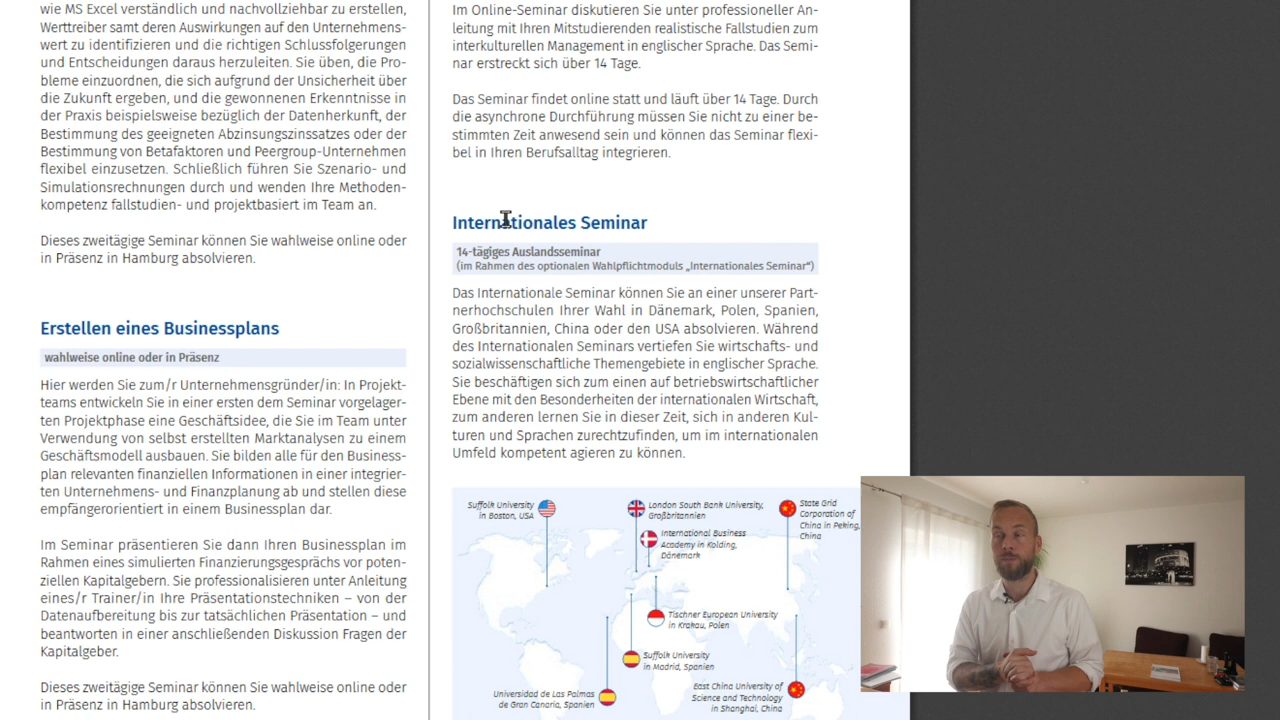 wie MS Excel verständlich und nachvollziehbar zu erstellen,
Werttreiber samt deren Auswirkungen auf den Unternehmens-
wert zu identifizieren und die richtigen Schlussfolgerungen
und Entscheidungen daraus herzuleiten. Sie üben, die Pro-
bleme einzuordnen, die sich aufgrund der Unsicherheit über
die Zukunft ergeben, und die gewonnenen Erkenntnisse in
der Praxis beispielsweise bezüglich der Datenherkunft, der
Bestimmung des geeigneten Abzinsungszinssatzes oder der
Bestimmung von Betafaktoren und Peergroup-Unternehmen
flexibel einzusetzen. Schließlich führen Sie Szenario- und
Simulationsrechnungen durch und wenden Ihre Methoden-
kompetenz fallstudien- und projektbasiert im Team an.
Dieses zweitägige Seminar können Sie wahlweise online oder
in Präsenz in Hamburg absolvieren.
Erstellen eines Businessplans
wahlweise online oder in Präsenz
Hier werden Sie zum/r Unternehmensgründer/in: In Projekt-
teams entwickeln Sie in einer ersten dem Seminar vorgelager-
ten Projektphase eine Geschäftsidee, die Sie im Team unter
Verwendung von selbst erstellten Marktanalysen zu einem
Geschäftsmodell ausbauen. Sie bilden alle für den Business-
plan relevanten finanziellen Informationen in einer integrier-
ten Unternehmens- und Finanzplanung ab und stellen diese
empfängerorientiert in einem Businessplan dar.
Im Seminar präsentieren Sie dann Ihren Businessplan im
Rahmen eines simulierten Finanzierungsgesprächs vor poten-
ziellen Kapitalgebern. Sie professionalisieren unter Anleitung
eines/r Trainer/in Ihre Präsentationstechniken – von der
Datenaufbereitung bis zur tatsächlichen Präsentation – und
beantworten in einer anschließenden Diskussion Fragen der
Kapitalgeber.
Dieses zweitägige Seminar können Sie wahlweise online oder
in Präsenz in Hamburg absolvieren.
Im Online-Seminar diskutieren Sie unter professioneller An-
leitung mit Ihren Mitstudierenden realistische Fallstudien zum
interkulturellen Management in englischer Sprache. Das Semi-
nar erstreckt sich über 14 Tage.
Das Seminar findet online statt und läuft über 14 Tage. Durch
die asynchrone Durchführung müssen Sie nicht zu einer be-
stimmten Zeit anwesend sein und können das Seminar flexi-
bel in Ihren Berufsalltag integrieren.
Internationales Seminar
14-tägiges Auslandsseminar
(im Rahmen des optionalen Wahlpflichtmoduls „Internationales Seminar“)
Das Internationale Seminar können Sie an einer unserer Part-
nerhochschulen Ihrer Wahl in Dänemark, Polen, Spanien,
Großbritannien, China oder den USA absolvieren. Während
des Internationalen Seminars vertiefen Sie wirtschafts- und
sozialwissenschaftliche Themengebiete in englischer Sprache.
Sie beschäftigen sich zum einen auf betriebswirtschaftlicher
Ebene mit den Besonderheiten der internationalen Wirtschaft,
zum anderen lernen Sie in dieser Zeit, sich in anderen Kul-
turen und Sprachen zurechtzufinden, um im internationalen
Umfeld kompetent agieren zu können.
Suffolk University
in Boston, USA
London South Bank University,
Großbritannien
State Grid
Corporation of
China in Peking,
China
International Business
Academy in Kolding,
Dänemark
Tischner European University
in Krakau, Polen
Suffolk University
in Madrid, Spanien
Universidad de Las Palmas
de Gran Canaria, Spanien
East China University of
Science and Technology
in Shanghai, China